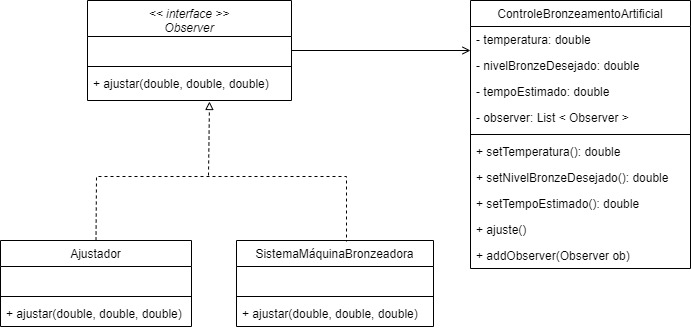 << interface >>
Observer
+ ajustar(double, double, double)
ControleBronzeamentoArtificial
- temperatura: double
- nivelBronzeDesejado: double
- tempoEstimado: double
- observer: List < Observer >
+ setTemperatura(): double
+ setNivelBronzeDesejado(): double
+ setTempoEstimado(): double
+ ajuste()
+ addObserver(Observer ob)
Ajustador
+ ajustar(double, double, double)
SistemaMáquinaBronzeadora
+ ajustar(double, double, double)